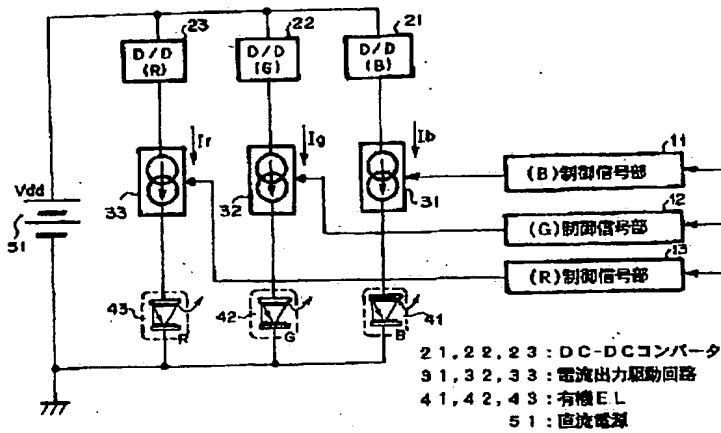 23
22
21
D/D
(R)
D/D
(G)
D/D
(B)
Ir
Ig
Ib
11
(B)制御信号部
33
32
31
12
(G)制御信号部
Vdd
51
13
(R)制御信号部
43
42
41
R
G
B
21,22,23:DC-DCコンバータ
31,32,33:電流出力駆動回路
41,42,43:有機EL
51:直流電源